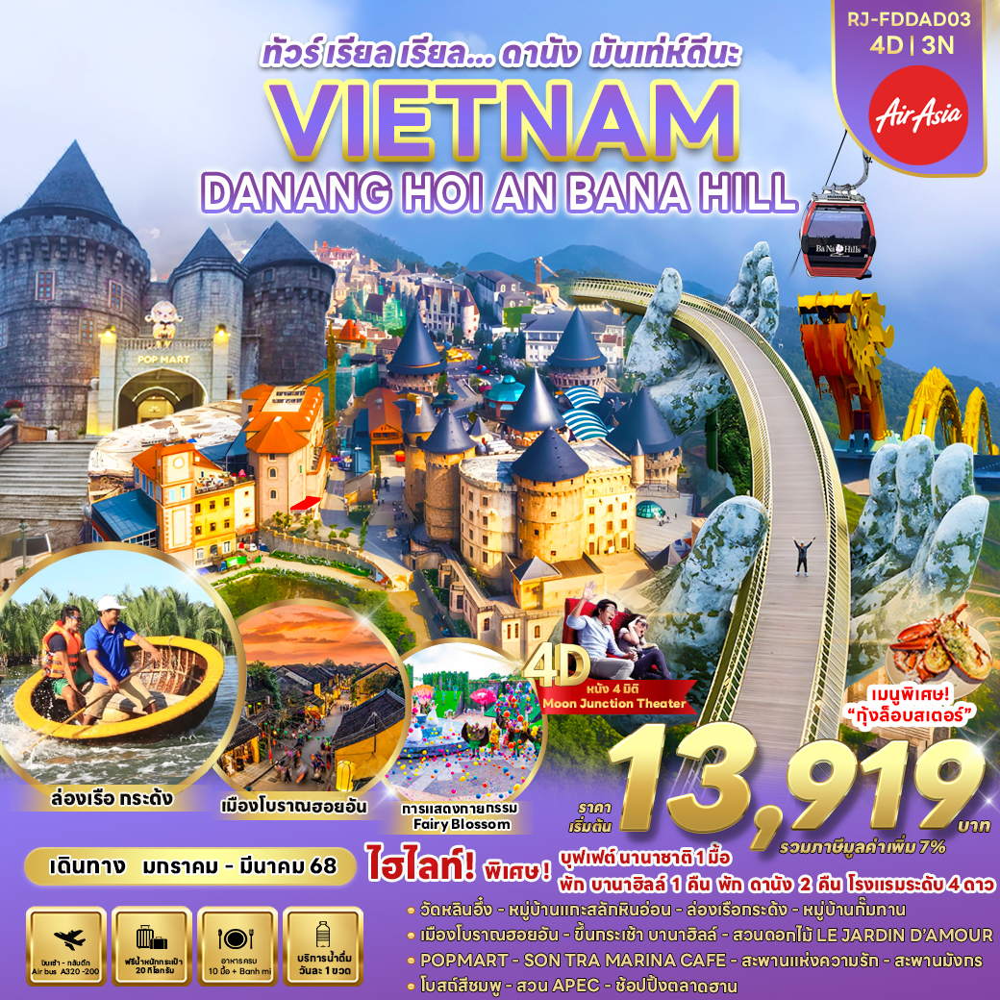 RJ-FDDAD03
4D | 3N
AirAsia
ทัวร์เรียล เรียล... ดานัง มันเท่ห์ดีนะ
VIETNAM
DANANG HOI AN BANA HILL
Ba Na Hills
POP MART
4D
หนัง 4 มิติ
Moon Junction Theater
เมนูพิเศษ!
"กุ้งล็อบสเตอร์"
ล่องเรือ กระด้ง
เมืองโบราณฮอยอัน
การแสดงกายกรรม
Fairy Blossom
ราคา
เริ่มต้น
13,919
บาท
รวมภาษีมูลค่าเพิ่ม 7%
เดินทาง มกราคม - มีนาคม 68
ไฮไลท์! พิเศษ!
บุฟเฟต์ นานาชาติ 1 มื้อ
พัก บานาฮิลล์ 1 คืน พัก ดานัง 2 คืน โรงแรมระดับ 4 ดาว
• วัดหลินอึ๋ง - หมู่บ้านแกะสลักหินอ่อน - ล่องเรือกระด้ง - หมู่บ้านกั๊มทาน
• เมืองโบราณฮอยอัน - ขึ้นกระเช้า บานาฮิลล์ - สวนดอกไม้ LE JARDIN D'AMOUR
• POPMART - SON TRA MARINA CAFE - สะพานแห่งความรัก - สะพานมังกร
• โบสถ์สีชมพู - สวน APEC - ช้อปปิ้งตลาดฮาน
บินเช้า - กลับดึก
Air bus A320 -200
ฟรีน้ำหนักกระเป๋า
20 กิโลกรัม
อาหารครบ
10 มื้อ + Banh mi
บริการน้ำดื่ม
วันละ 1 ขวด